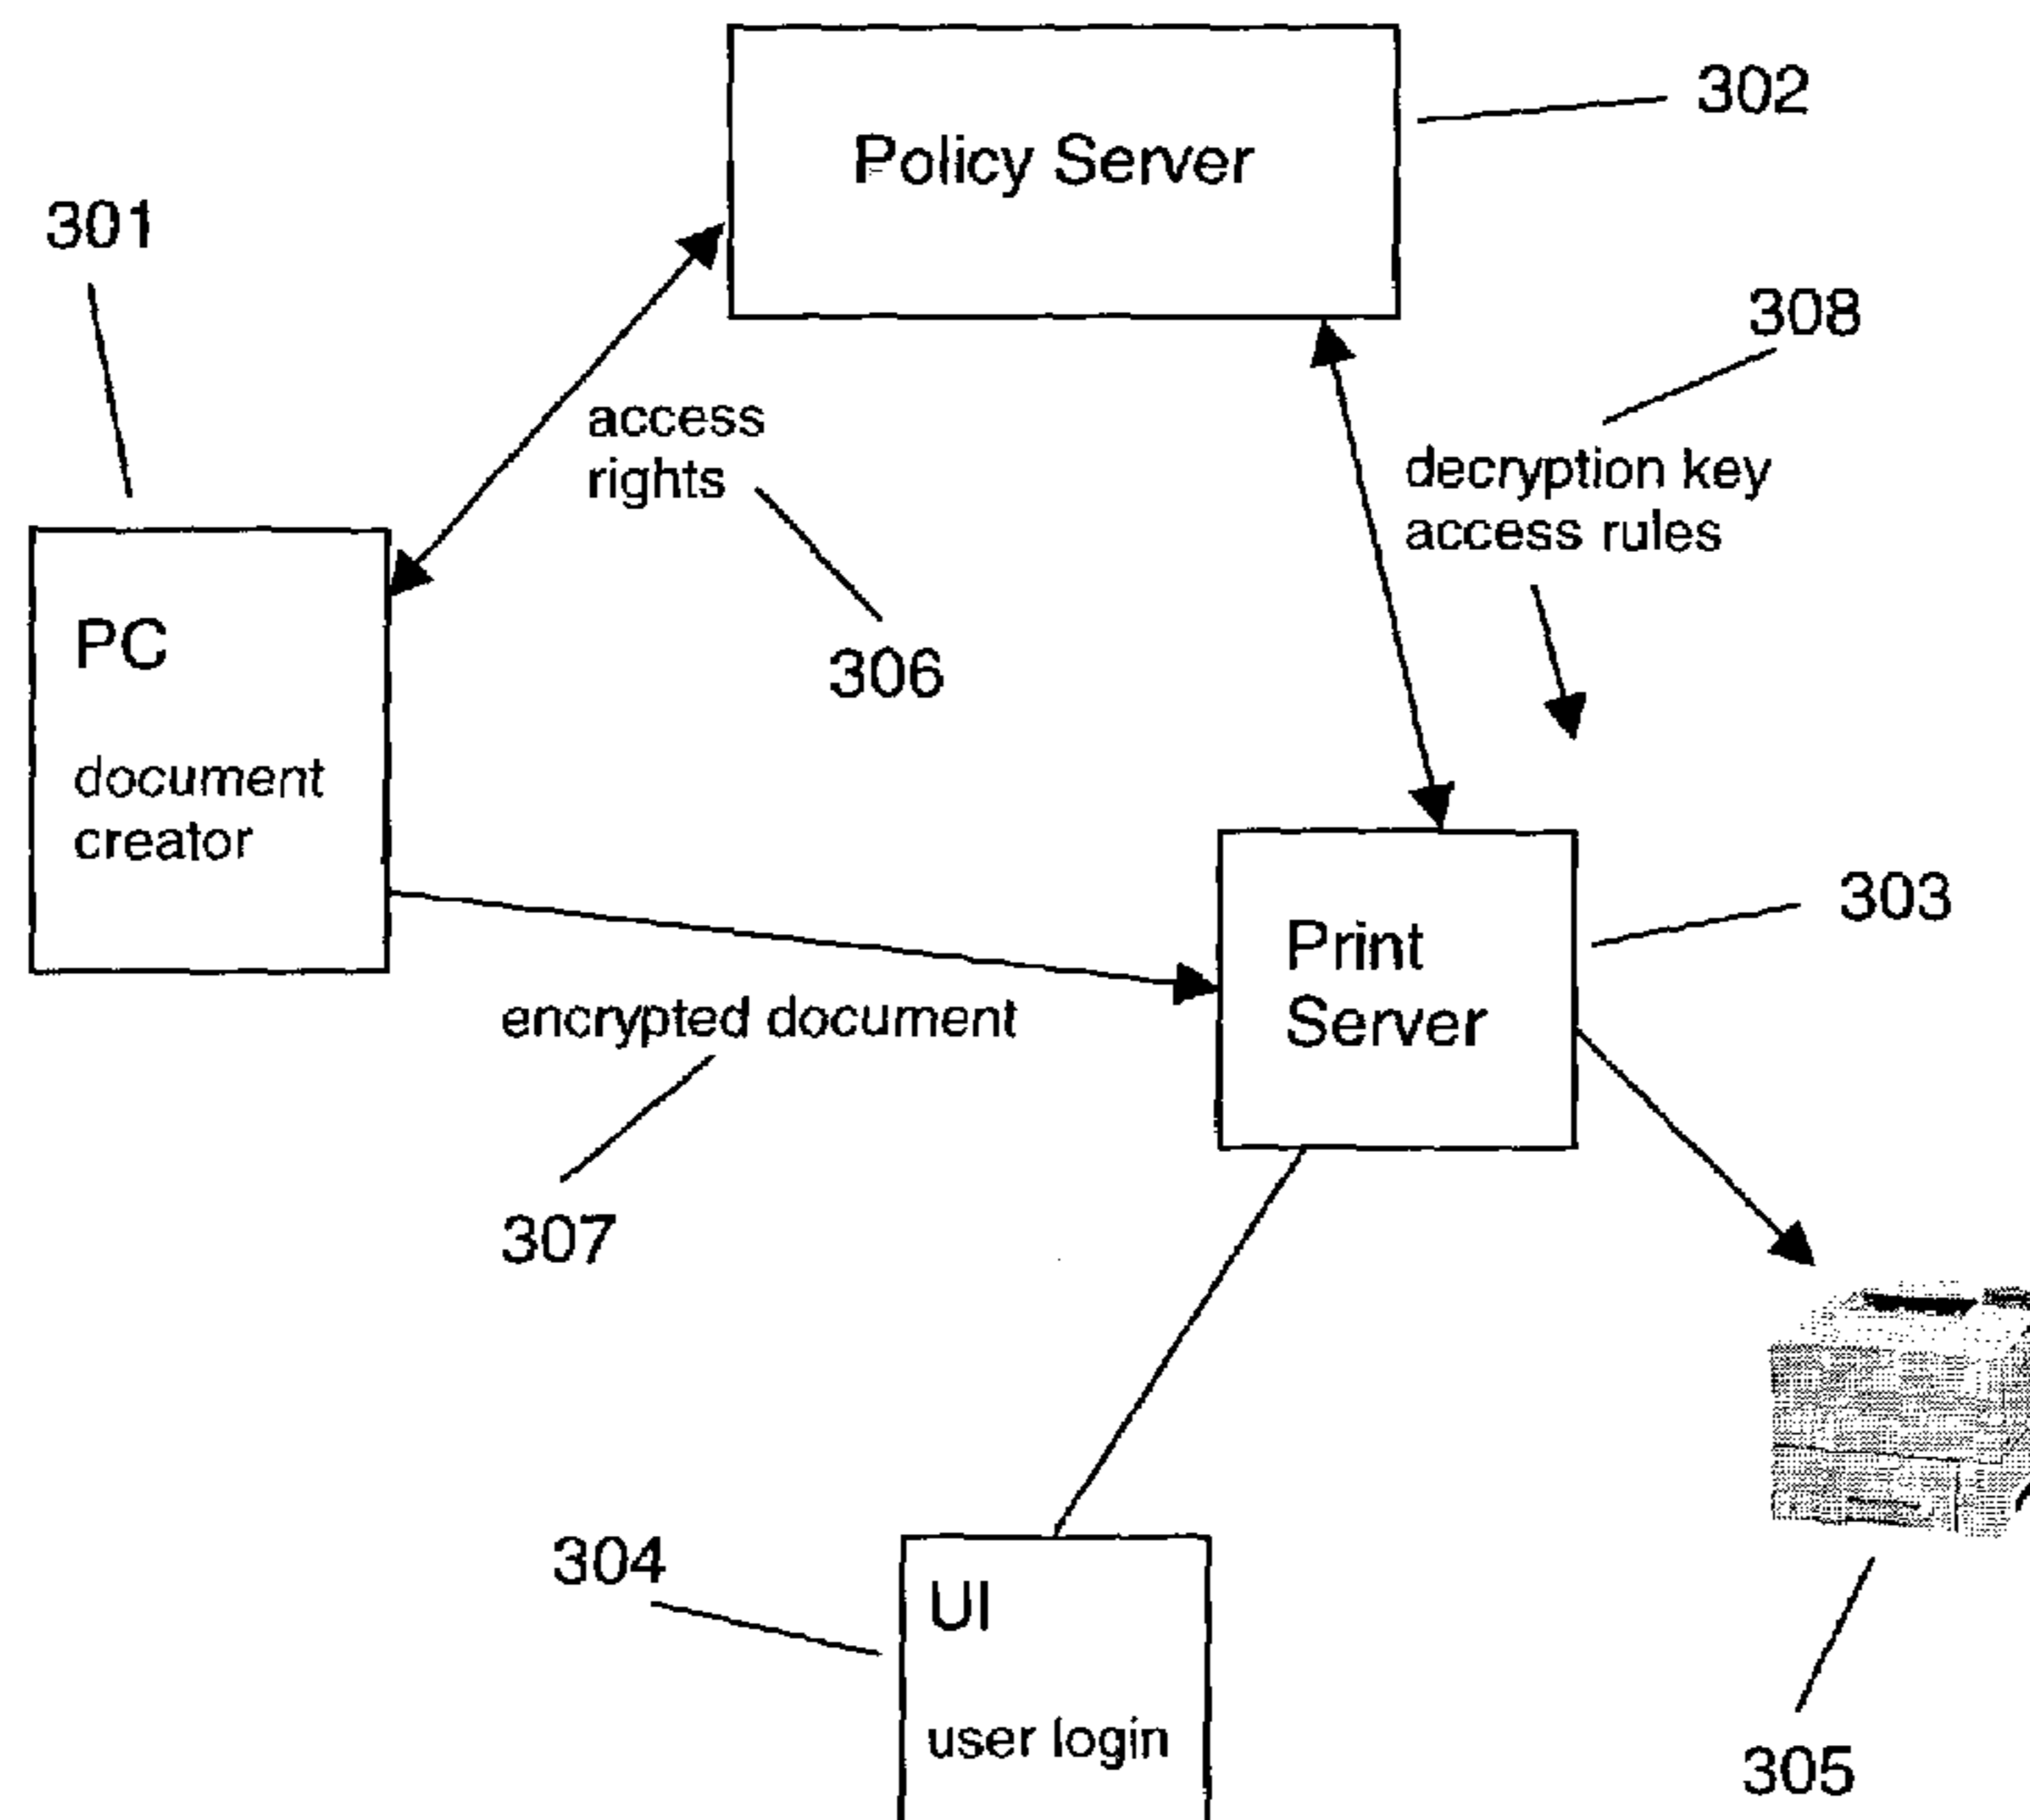 302
Policy Server
301
308
access
rights
decryption key
access rules
306
PC
document
creator
303
Print
Server
encrypted document
307
304
UI
user login
305